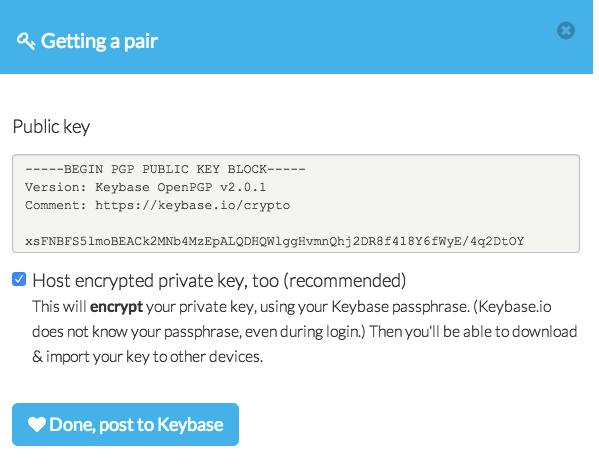 Getting a pair
Public key
-----BEGIN PGP PUBLIC KEY BLOCK-----
Version: Keybase OpenPGP v2.0.1
Comment: https://keybase.io/crypto
xsFNBFS5lmoBEACk2MNb4MzEpALQDHQWlggHvmnQhj2DR8f418Y6fWyE/4q2DtOY
Host encrypted private key, too (recommended)
This will encrypt your private key, using your Keybase passphrase. (Keybase.io
does not know your passphrase, even during login.) Then you'll be able to download
& import your key to other devices.
Done, post to Keybase